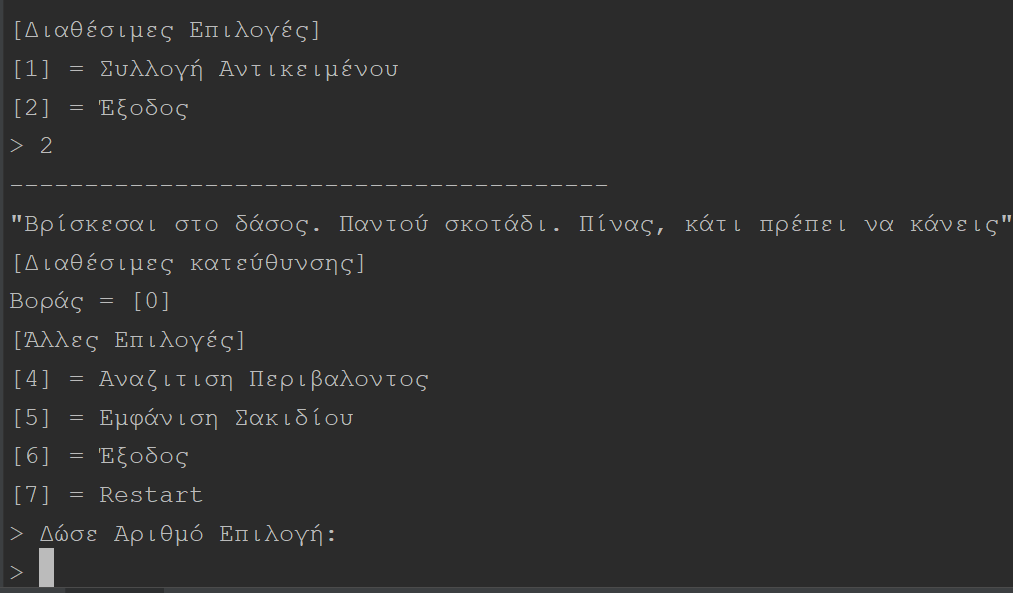 [Διαθέσιμες Επιλογές]
[1] = Συλλογή Αντικειμένου
[2] = Έξοδος
> 2
----------------------------------------
"Βρίσκεσαι στο δάσος. Παντού σκοτάδι. Πίνας, κάτι πρέπει να κάνεις"
[Διαθέσιμες κατεύθυνσης]
Βοράς = [0]
[Άλλες Επιλογές]
[4] = Αναζιτιση Περιβαλοντος
[5] = Εμφάνιση Σακιδίου
[6] = Έξοδος
[7] = Restart
> Δώσε Αριθμό Επιλογή:
>